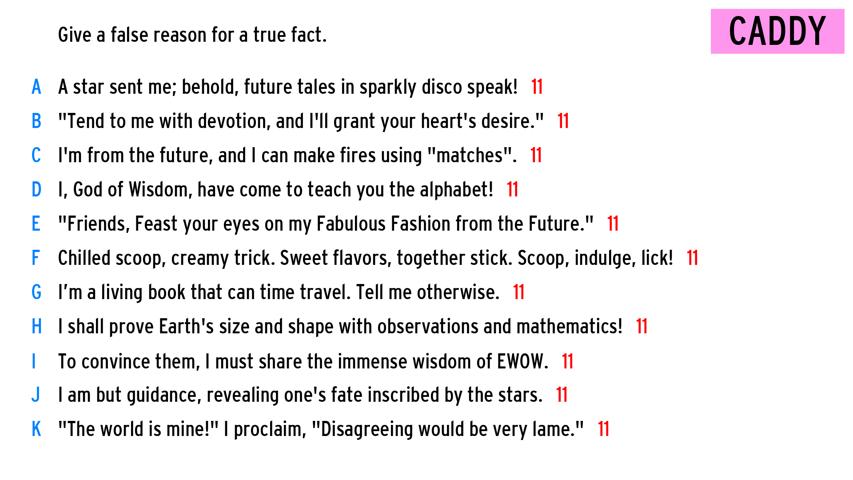 Give a false reason for a true fact.
CADDY
A A star sent me; behold, future tales in sparkly disco speak! 11
B "Tend to me with devotion, and I'll grant your heart's desire." 11
C I'm from the future, and I can make fires using "matches". 11
D I, God of Wisdom, have come to teach you the alphabet! 11
E "Friends, Feast your eyes on my Fabulous Fashion from the Future." 11
F Chilled scoop, creamy trick. Sweet flavors, together stick. Scoop, indulge, lick! 11
G I’m a living book that can time travel. Tell me otherwise. 11
H I shall prove Earth's size and shape with observations and mathematics! 11
I To convince them, I must share the immense wisdom of EWOW. 11
J I am but guidance, revealing one's fate inscribed by the stars. 11
K "The world is mine!" I proclaim, "Disagreeing would be very lame." 11